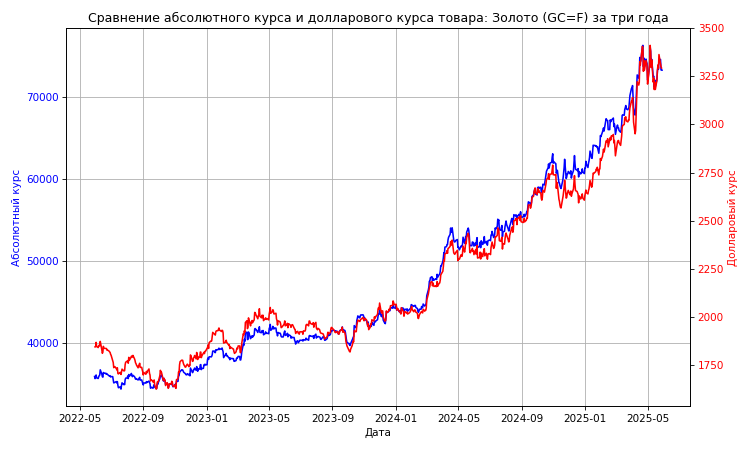 Сравнение абсолютного курса и долларового курса товара: Золото (GC=F) за три года
Абсолютный курс
70000
60000
50000
40000
3500
3250
3000
2750
2500
2250
2000
1750
Долларовый курс
2022-05 2022-09 2023-01 2023-05 2023-09 2024-01 2024-05 2024-09 2025-01 2025-05
Дата